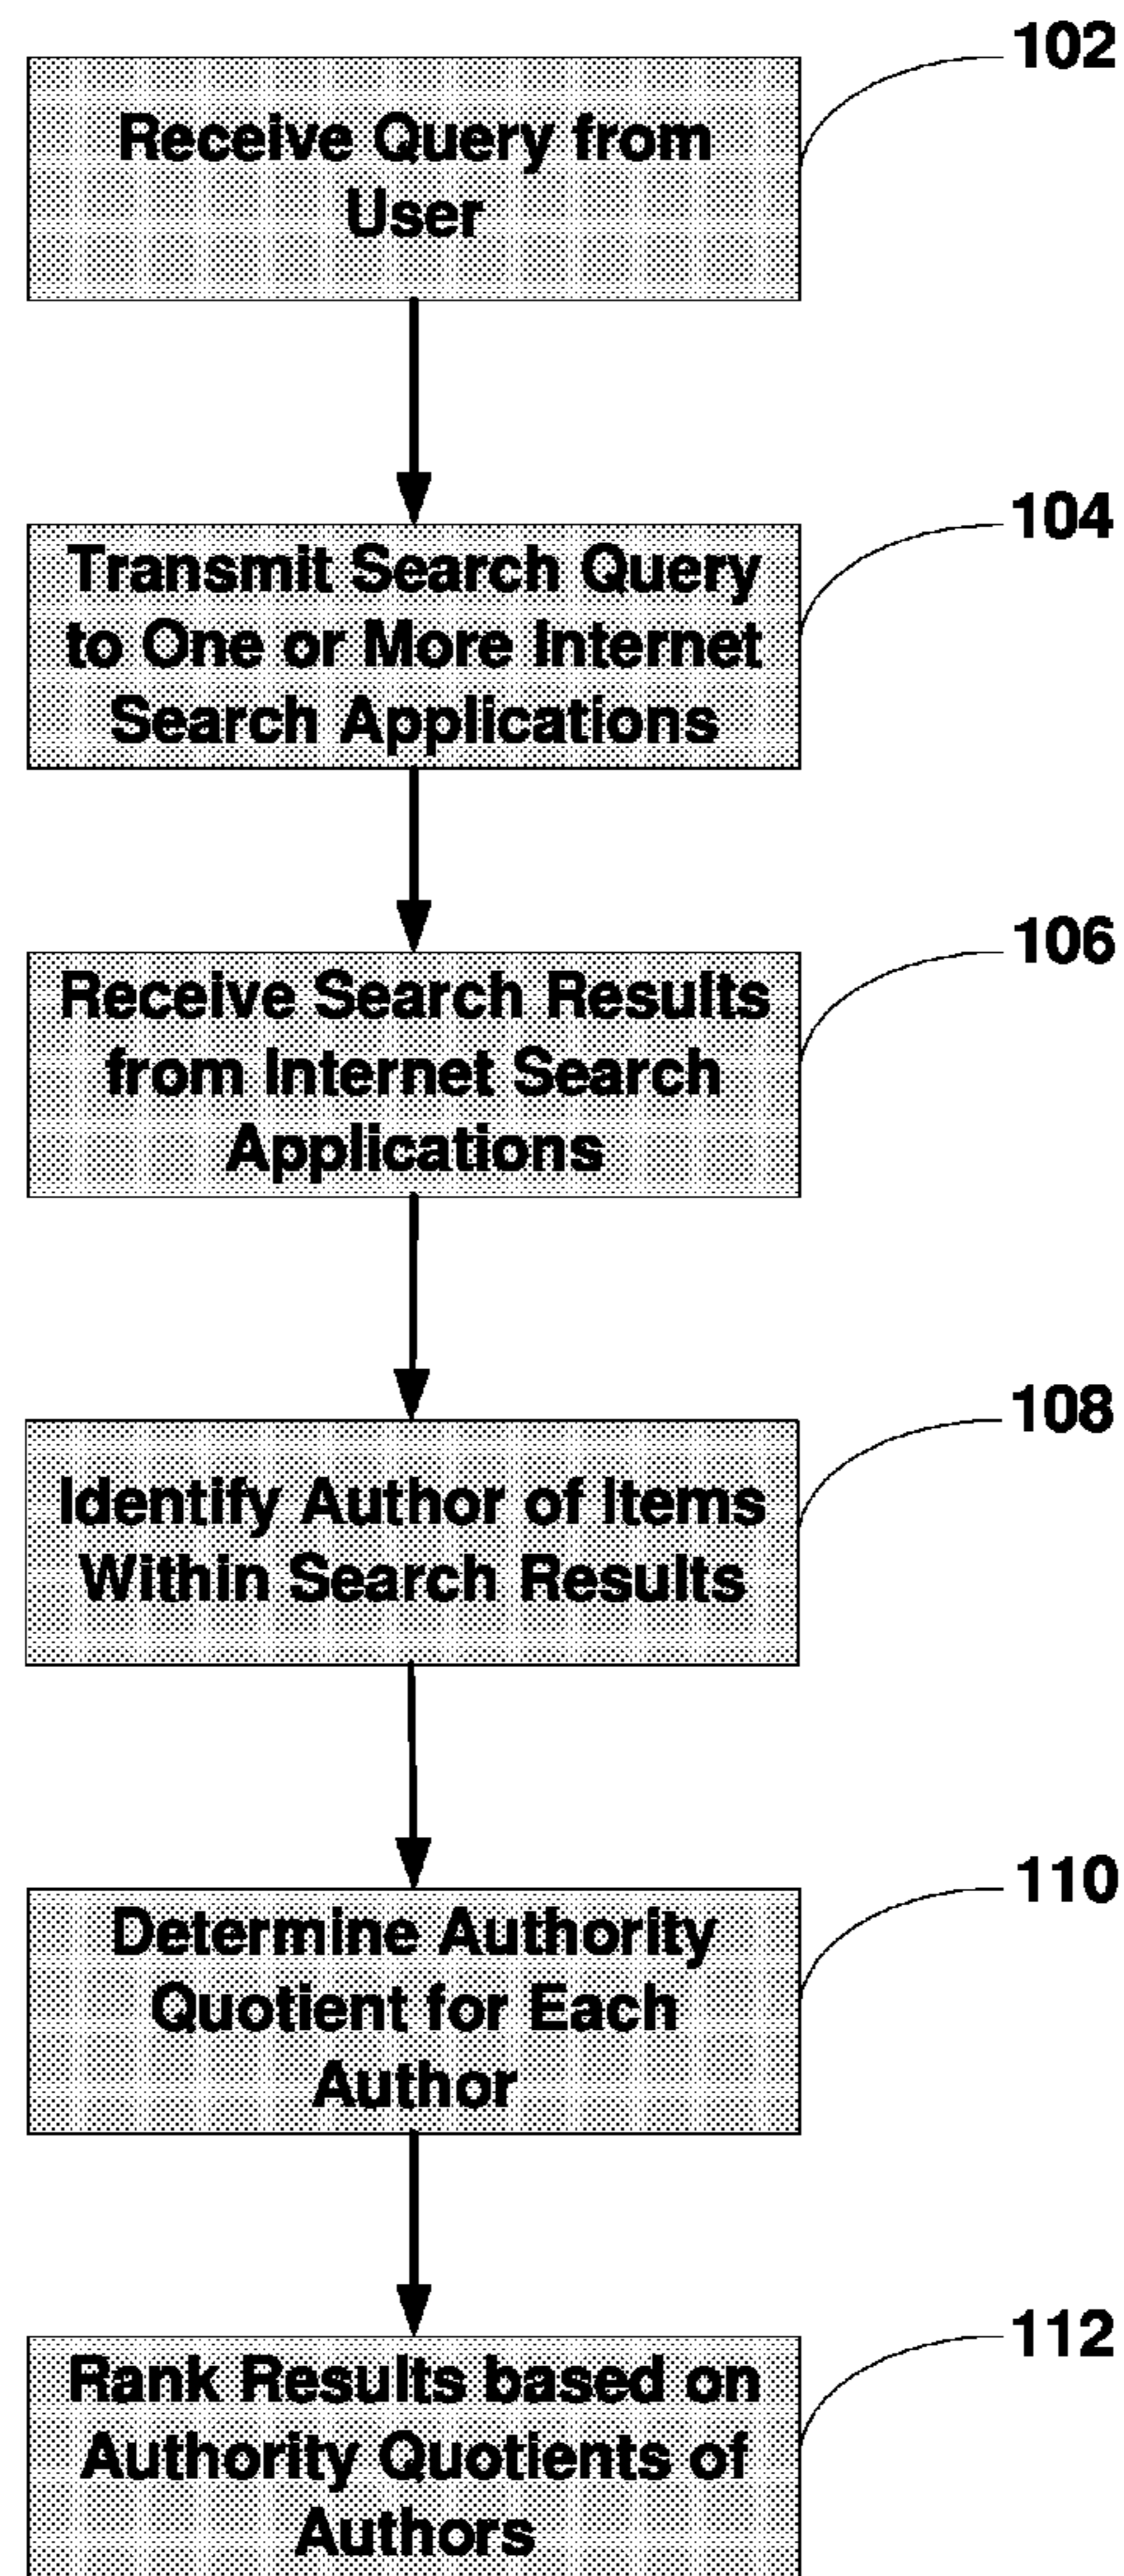 102
Receive Query from
User
104
Transmit Search Query
to One or More Internet
Search Applications
106
Receive Search Results
from Internet Search
Applications
108
Identify Author of Items
Within Search Results
110
Determine Authority
Quotient for Each
Author
112
Rank Results based on
Authority Quotients of
Authors